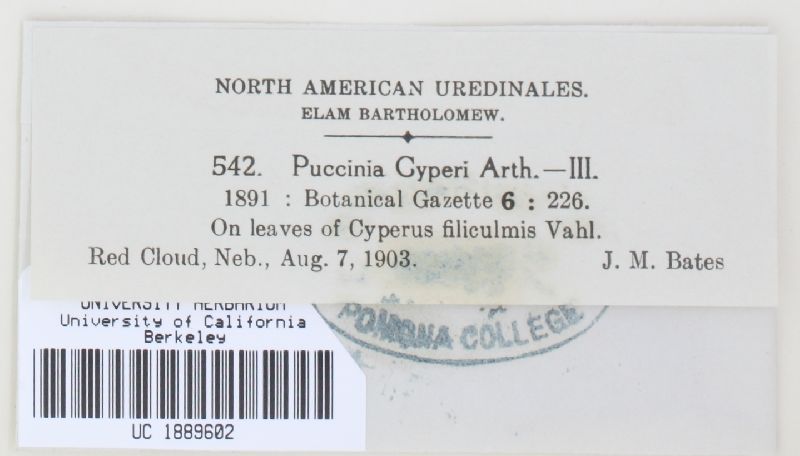 NORTH AMERICAN UREDINALES.
ELAM BARTHOLOMEW.
542. Puccinia Cyperi Arth.—III.
1891 : Botanical Gazette 6 : 226.
On leaves of Cyperus filiculmis Vahl.
Red Cloud, Neb., Aug. 7, 1903. J. M. Bates
POMONA COLLEGE
UNIVERSITY HERBARIUM
University of California
Berkeley
UC 1889602